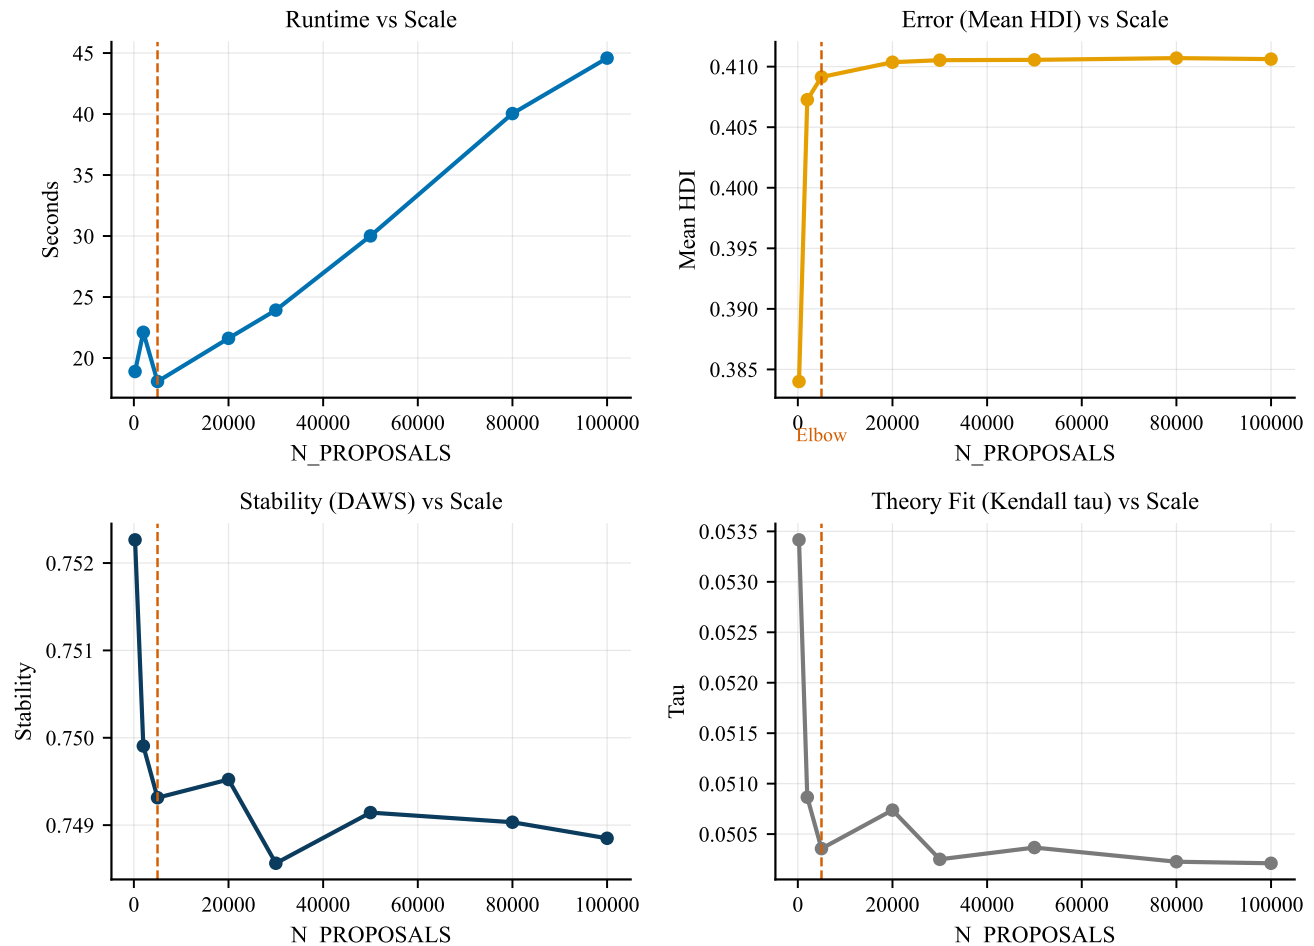 Runtime vs Scale
45
40
35
30
25
20
Seconds
0 20000 40000 60000 80000 100000
N_PROPOSALS
Error (Mean HDI) vs Scale
0.410
0.405
0.400
0.395
0.390
0.385
Mean HDI
0 20000 40000 60000 80000 100000
Elbow
N_PROPOSALS
Stability (DAWS) vs Scale
0.752
0.751
0.750
0.749
Stability
0 20000 40000 60000 80000 100000
N_PROPOSALS
Theory Fit (Kendall tau) vs Scale
0.0535
0.0530
0.0525
0.0520
0.0515
0.0510
0.0505
Tau
0 20000 40000 60000 80000 100000
N_PROPOSALS